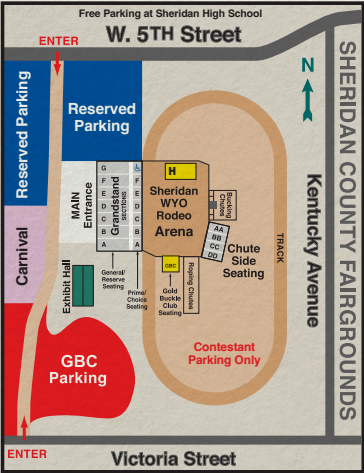 Free Parking at Sheridan High School
W. 5TH Street
ENTER
N
Reserved Parking
Reserved
Parking
SHERIDAN COUNTY FAIRGROUNDS
Kentucky Avenue
TRACK
MAIN
Entrance
G
F
E
D
C
B
A
Grandstand
SECTIONS
F
E
D
C
B
A
H
Sheridan
WYO
Rodeo
Arena
Bucking
Chutes
AA
BB
CC
DD
Chute
Side
Seating
Carnival
Exhibit Hall
General/
Reserve
Seating
Prime/
Choice
Seating
GBC
Gold
Buckle
Club
Seating
Roping Chutes
Contestant
Parking Only
GBC
Parking
ENTER
Victoria Street